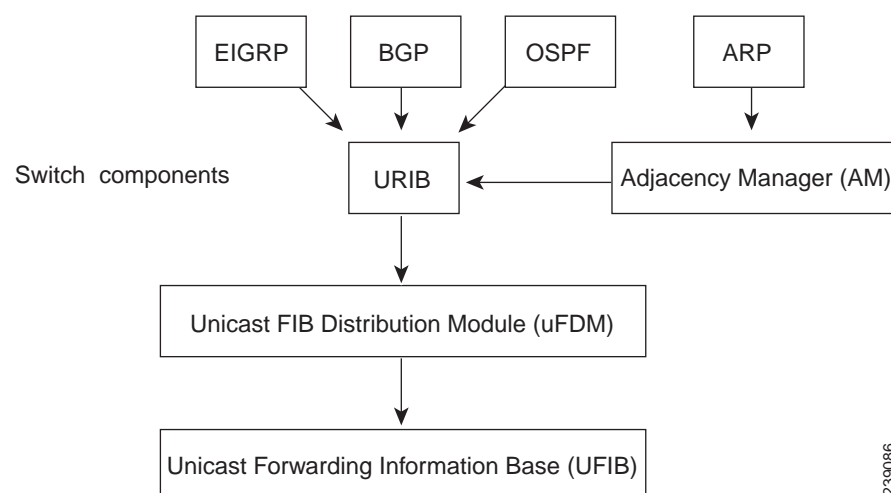 EIGRP
BGP
OSPF
ARP
Switch components
URIB
Adjacency Manager (AM)
Unicast FIB Distribution Module (uFDM)
Unicast Forwarding Information Base (UFIB)
239086